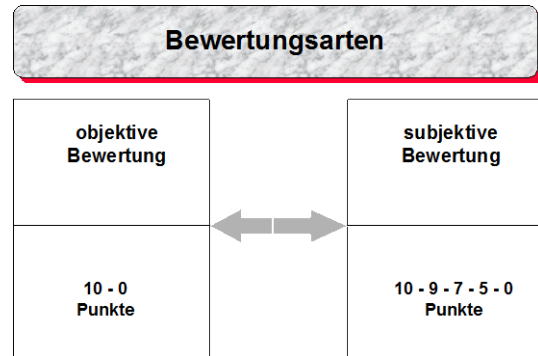 Bewertungsarten
objektive
Bewertung
subjektive
Bewertung
10 - 0
Punkte
10 - 9 - 7 - 5 - 0
Punkte